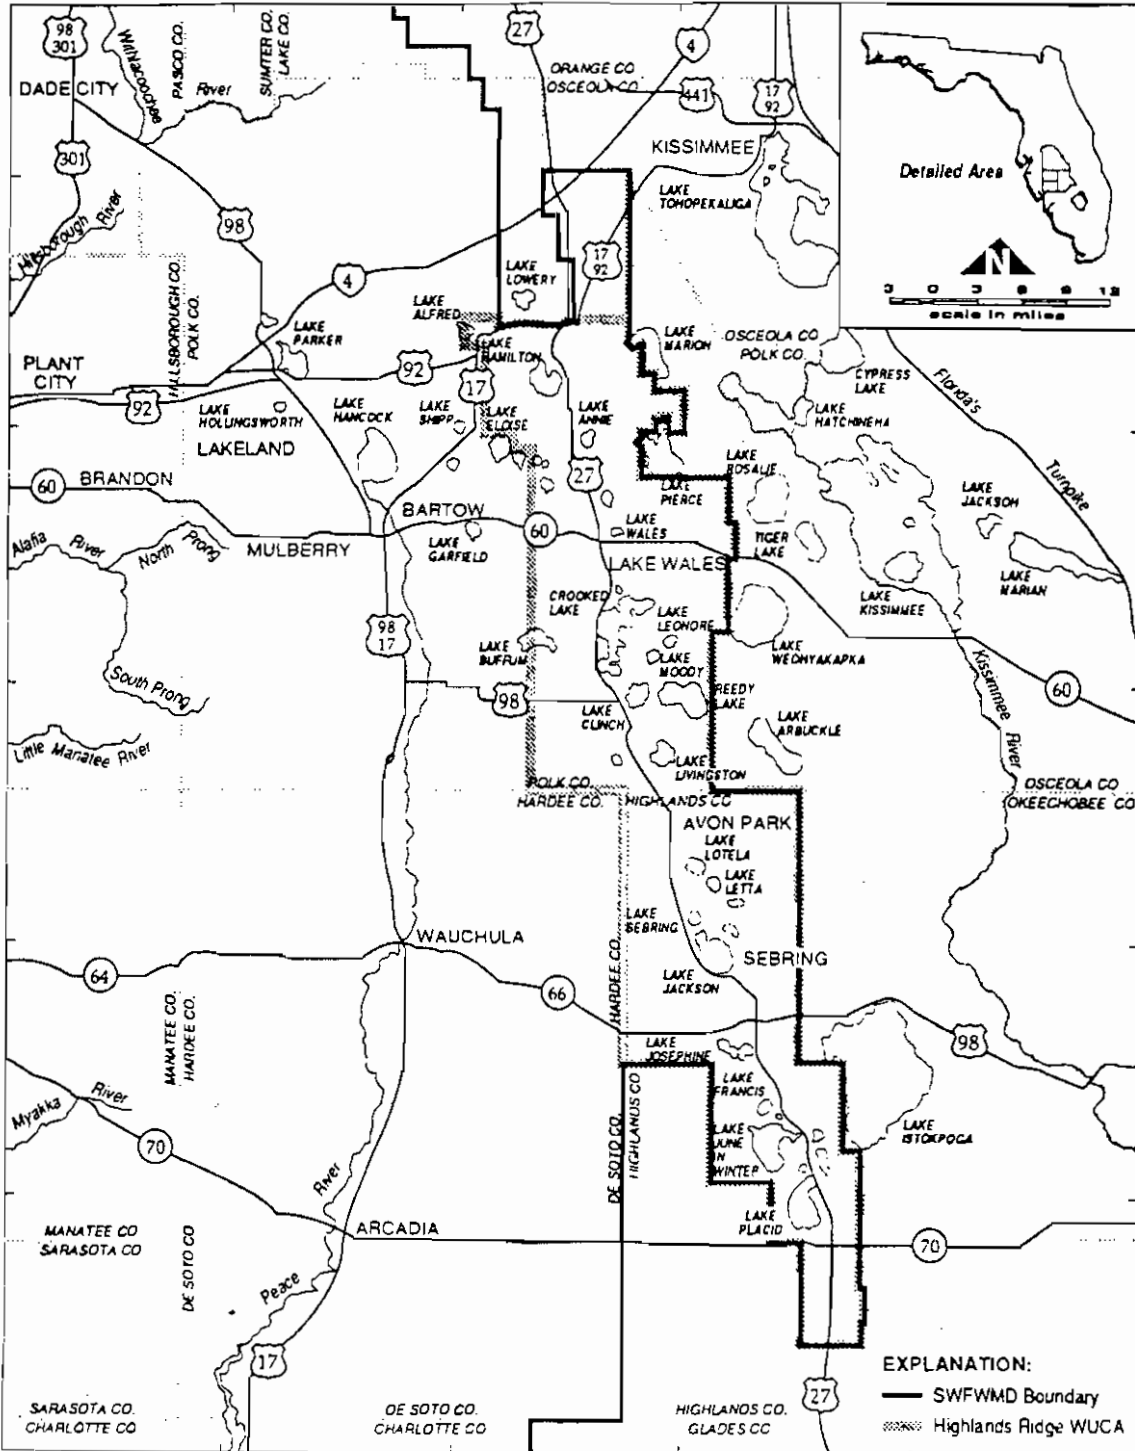 98
301
Withlacoochee
PASCO CO.
SUMTER CO.
LAKE CO.
27
4
ORANGE CO
OSCEOLA CO
441
17
92
DADE CITY
River
301
KISSIMMEE
LAKE
TOHOPEKALIGA
Detailed Area
N
scale in miles
Hillsborough River
98
17
92
4
LAKE
LOWERY
LAKE
ALFRED
HILLSBOROUGH CO.
POLK CO.
LAKE
PARKER
LAKE
HAMILTON
LAKE
MARION
OSCEOLA CO
POLK CO.
CYPRESS
LAKE
Florida's
Turnpike
PLANT
CITY
92
92
17
LAKE
HOLLINGSWORTH
LAKE
HANCOCK
LAKE
SHIPP
LAKE
ELOISE
LAKE
ANNIE
LAKE
HATCHINEHA
LAKELAND
27
LAKE
ROSALIE
LAKE
PIERCE
LAKE
JACKSON
60
BRANDON
BARTOW
60
LAKE
WALES
TIGER
LAKE
Alafia
River
North Prong
MULBERRY
LAKE
GARFIELD
LAKE WALES
LAKE
MARIAN
LAKE
KISSIMMEE
CROOKED
LAKE
LAKE
LEONORE
98
17
LAKE
BUFFUM
LAKE
MOODY
LAKE
WEOHYAKAPKA
South Prong
98
REEDY
LAKE
Kissimmee
River
60
LAKE
CLINCH
LAKE
ARBUCKLE
Little Manatee River
LAKE
LIVINGSTON
POLK CO.
HARDEE CO.
HIGHLANDS CO
OSCEOLA CO
OKEECHOBEE CO
AVON PARK
LAKE
LOTELA
LAKE
LETTA
LAKE
SEBRING
WAUCHULA
SEBRING
64
66
HARDEE CO.
LAKE
JACKSON
MANATEE CO.
HARDEE CO.
98
LAKE
JOSEPHINE
Myakka
River
LAKE
FRANCIS
DE SOTO CO.
HIGHLANDS CO
LAKE
ISTOKPOGA
70
LAKE
JUNE
IN
WINTER
River
LAKE
PLACID
MANATEE CO
SARASOTA CO
DE SOTO CO
ARCADIA
70
Peace
17
27
EXPLANATION:
SWFWMD Boundary
Highlands Ridge WUCA
SARASOTA CO.
CHARLOTTE CO
DE SOTO CO.
CHARLOTTE CO
HIGHLANDS CO.
GLADES CO